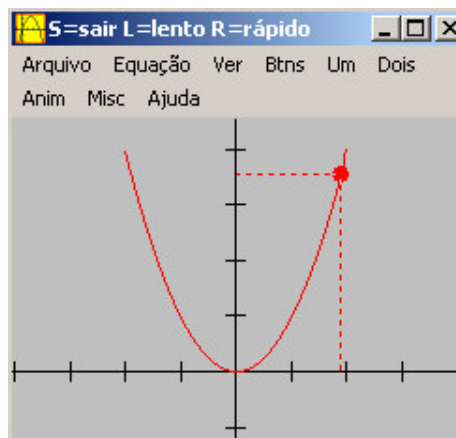 S=sair L=lento R=rápido
Arquivo Equação Ver Btns Um Dois
Anim Misc Ajuda